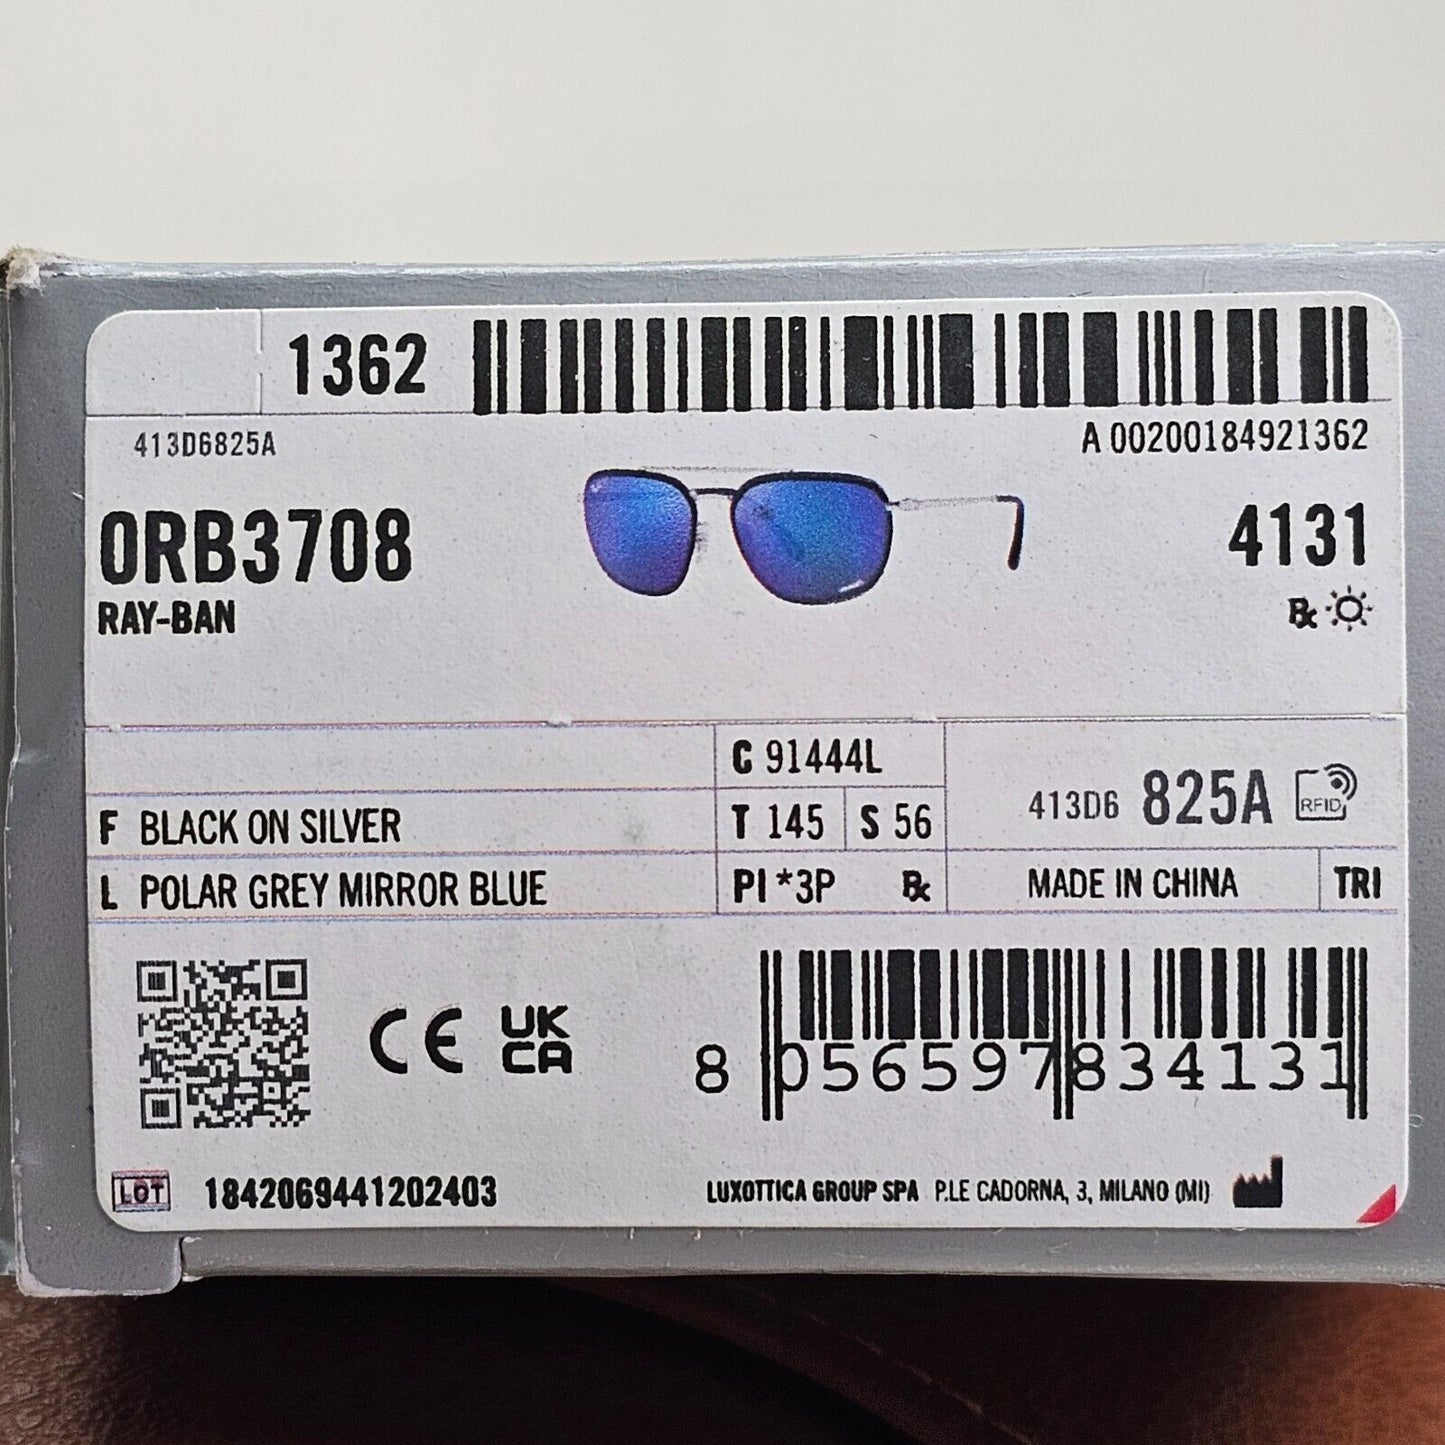 1362
413D6825A
A 00200184921362
0RB3708
4131
RAY-BAN
Rx
C 91444L
F BLACK ON SILVER
T 145 S 56
413D6 825A RFID
L POLAR GREY MIRROR BLUE
PI *3P Rx
MADE IN CHINA TRI
CE UK CA
8 056597 834131
LOT 1842069441202403
LUXOTTICA GROUP SPA P.LE CADORNA, 3, MILANO (MI)